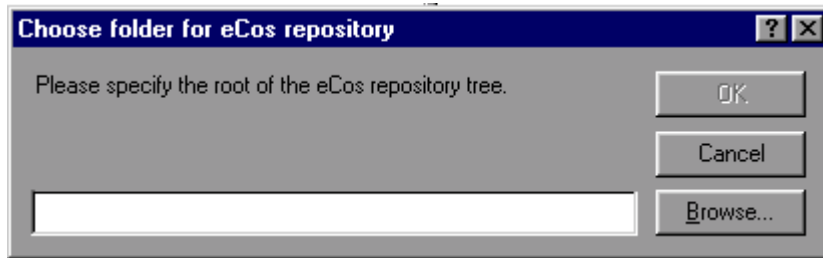 Choose folder for eCos repository
Please specify the root of the eCos repository tree.
OK
Cancel
Browse...